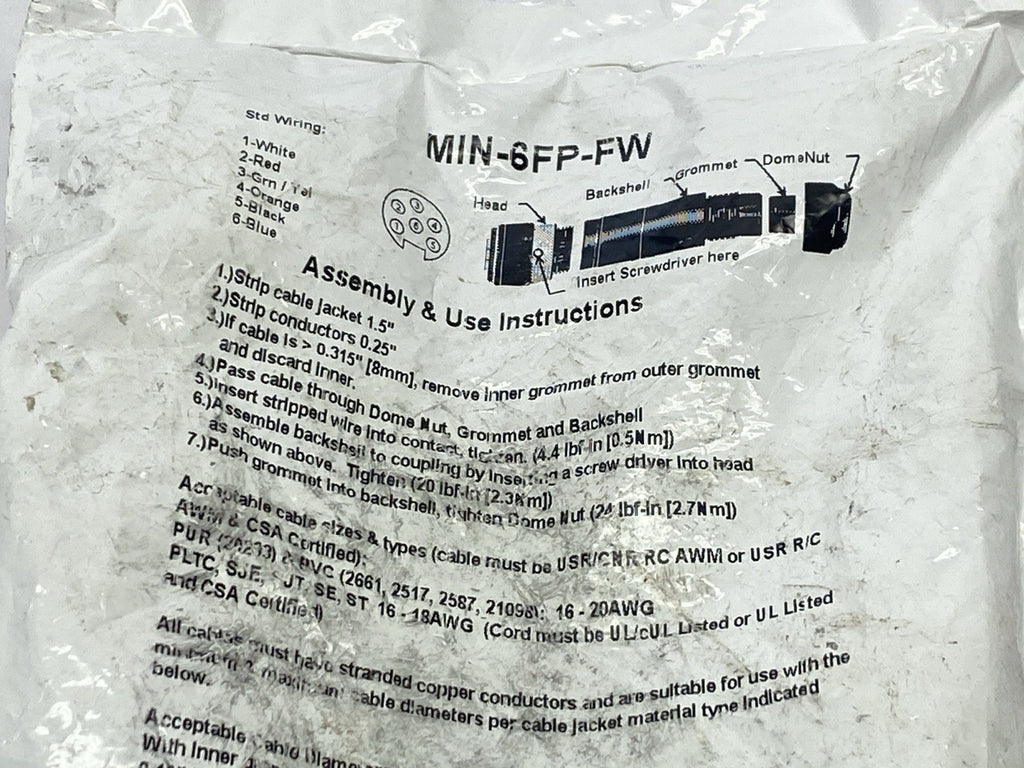 Std Wiring:
1-White
2-Red
3-Grn / Yel
4-Orange
5-Black
6-Blue
MIN-6FP-FW
Head
Backshell
Grommet
DomeNut
2 3
1 6 4
5
Insert Screwdriver here
Assembly & Use Instructions
1.)Strip cable jacket 1.5"
2.)Strip conductors 0.25"
3.)If cable is > 0.315" [8mm], remove inner grommet from outer grommet
and discard inner.
4.)Pass cable through Dome Nut, Grommet and Backshell
5.)Insert stripped wire into contact, tighten. (4.4 lbf-in [0.5Nm])
6.)Assemble backshell to coupling by inserting a screw driver into head
as shown above. Tighten (20 lbf-in [2.3Nm])
7.)Push grommet into backshell, tighten Dome Nut (24 lbf-in [2.7Nm])
Acceptable cable sizes & types (cable must be USR/CNR RC AWM or USR R/C
AWM & CSA Certified):
PUR & PVC (2661, 2517, 2587, 21098): 16 - 20AWG
PLTC, SJE, SE, ST 16 - 18AWG (Cord must be UL/cUL Listed or UL Listed
and CSA Certified)
All cables must have stranded copper conductors and are suitable for use with the
minimum & maximum cable diameters per cable jacket material type indicated
below.
Acceptable Cable
With Inner